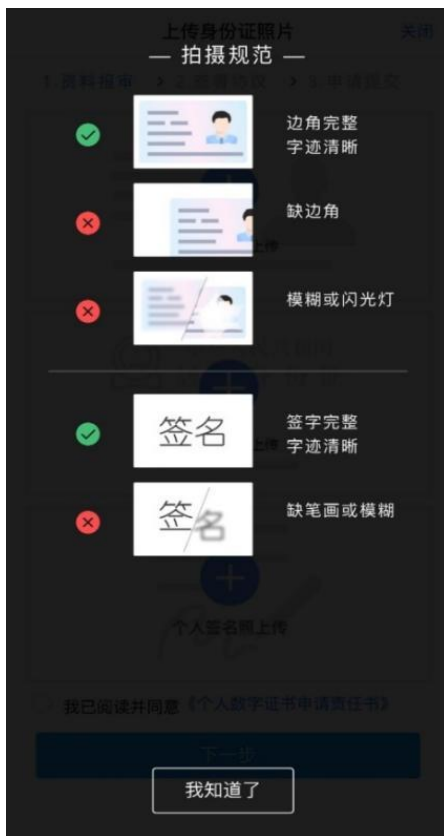 上传身份证照片 关闭
— 拍摄规范 —
边角完整
字迹清晰
缺边角
上传
模糊或闪光灯
签名
签字完整
字迹清晰
上传
签名
缺笔画或模糊
个人签名照上传
我已阅读并同意《个人数字证书申请责任书》
下一步
我知道了